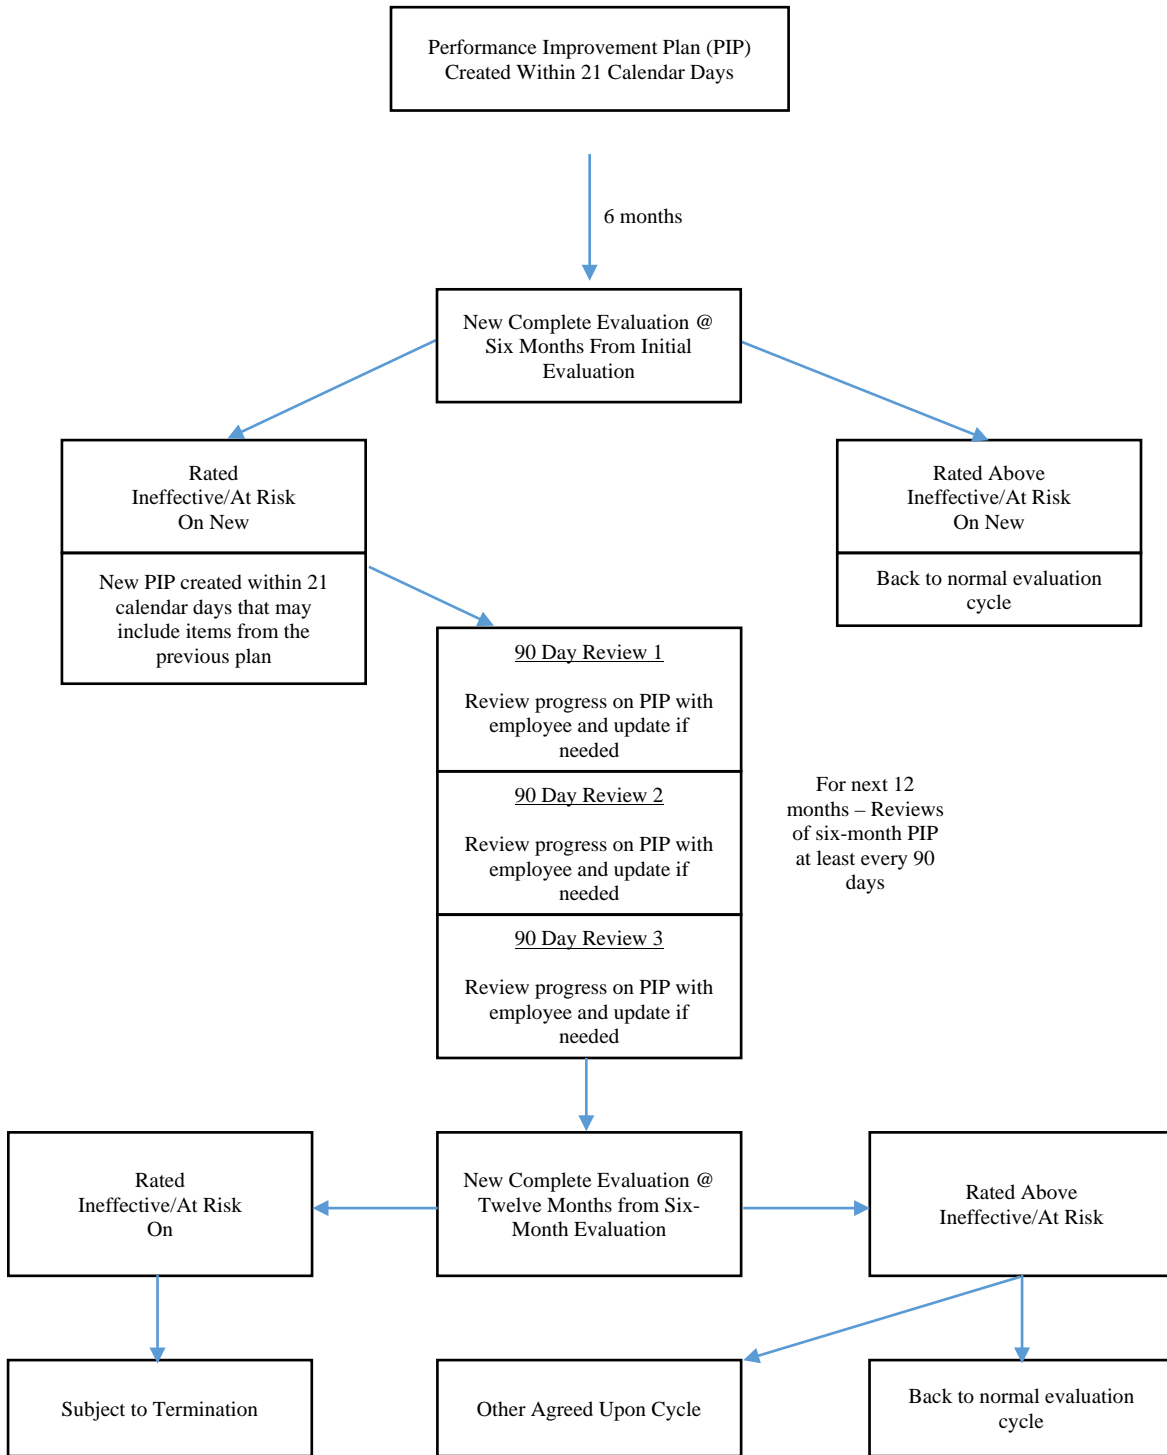 Performance Improvement Plan (PIP)
Created Within 21 Calendar Days
6 months
New Complete Evaluation @
Six Months From Initial
Evaluation
Rated
Ineffective/At Risk
On New
Rated Above
Ineffective/At Risk
On New
New PIP created within 21
calendar days that may
include items from the
previous plan
Back to normal evaluation
cycle
90 Day Review 1
Review progress on PIP with
employee and update if
needed
90 Day Review 2
Review progress on PIP with
employee and update if
needed
90 Day Review 3
Review progress on PIP with
employee and update if
needed
For next 12
months – Reviews
of six-month PIP
at least every 90
days
Rated
Ineffective/At Risk
On
New Complete Evaluation @
Twelve Months from Six-
Month Evaluation
Rated Above
Ineffective/At Risk
Subject to Termination
Other Agreed Upon Cycle
Back to normal evaluation
cycle